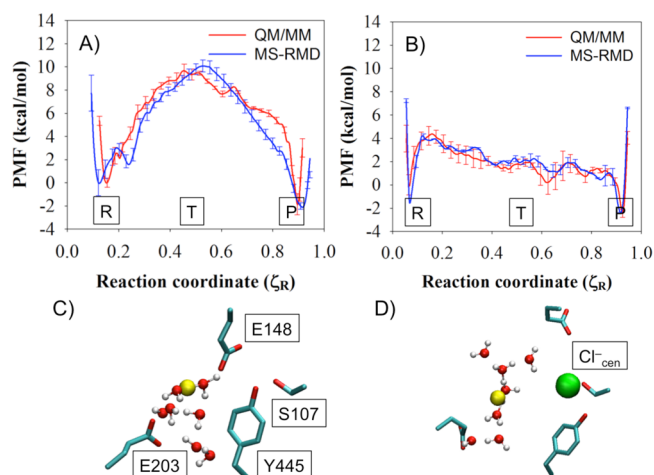 A)
QM/MM
MS-RMD
PMF (kcal/mol)
14
12
10
8
6
4
2
0
-2
-4
R
T
P
0.0 0.2 0.4 0.6 0.8 1.0
Reaction coordinate (ζR)
B)
QM/MM
MS-RMD
PMF (kcal/mol)
14
12
10
8
6
4
2
0
-2
-4
R
T
P
0.0 0.2 0.4 0.6 0.8 1.0
Reaction coordinate (ζR)
C)
E148
S107
E203
Y445
D)
Cl⁻cen